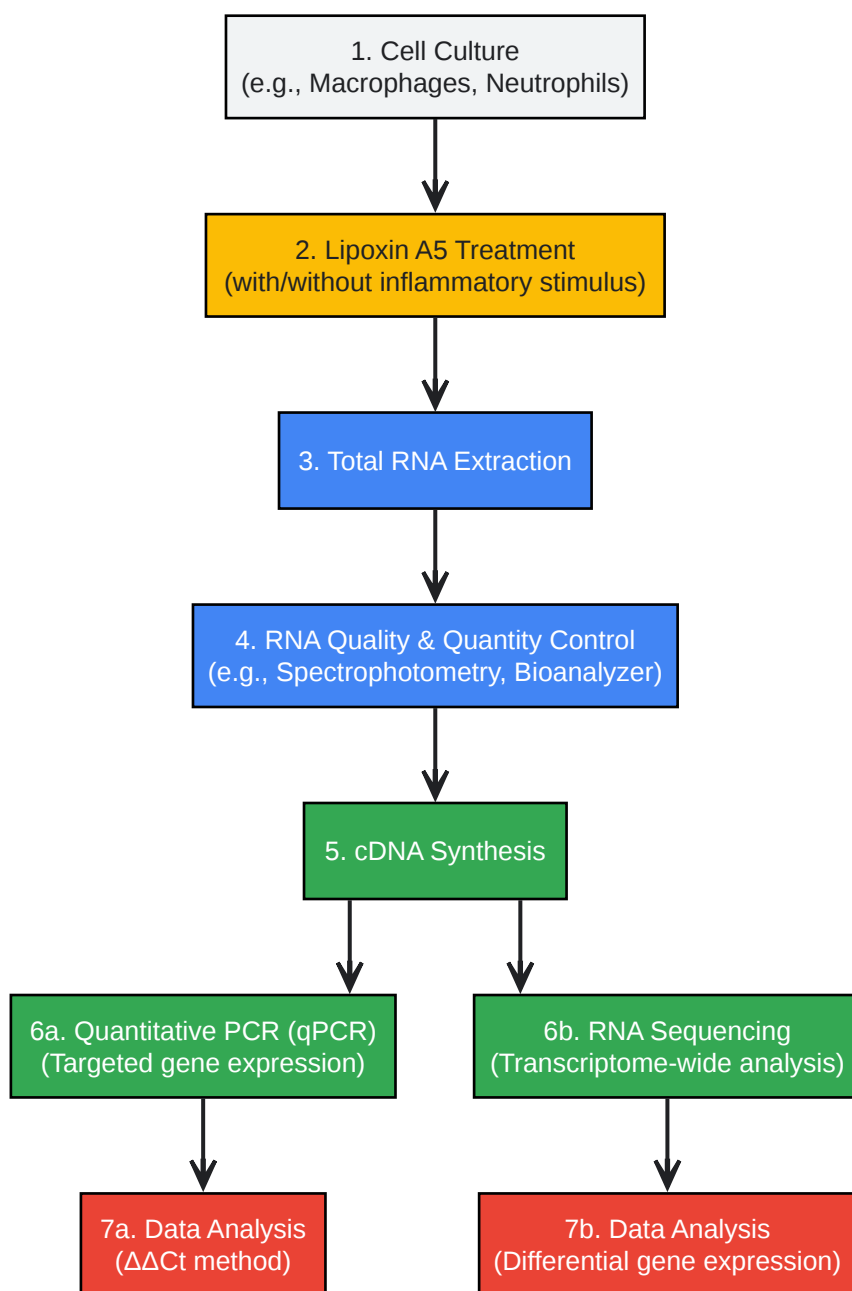 1. Cell Culture
(e.g., Macrophages, Neutrophils)
2. Lipoxin A5 Treatment
(with/without inflammatory stimulus)
3. Total RNA Extraction
4. RNA Quality & Quantity Control
(e.g., Spectrophotometry, Bioanalyzer)
5. cDNA Synthesis
6a. Quantitative PCR (qPCR)
(Targeted gene expression)
6b. RNA Sequencing
(Transcriptome-wide analysis)
7a. Data Analysis
(ΔΔCt method)
7b. Data Analysis
(Differential gene expression)